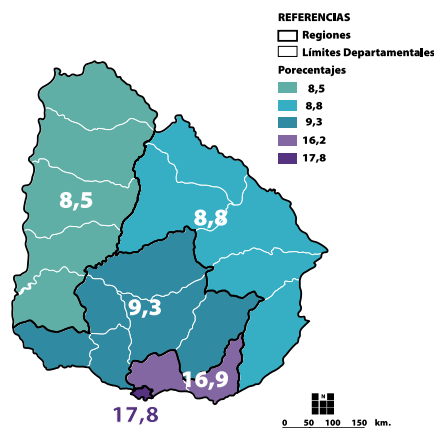 REFERENCIAS
Regiones
Límites Departamentales
Porecentajes
8,5
8,8
9,3
16,2
17,8
8,5
8,8
9,3
16,9
17,8
N
0 50 100 150 km.